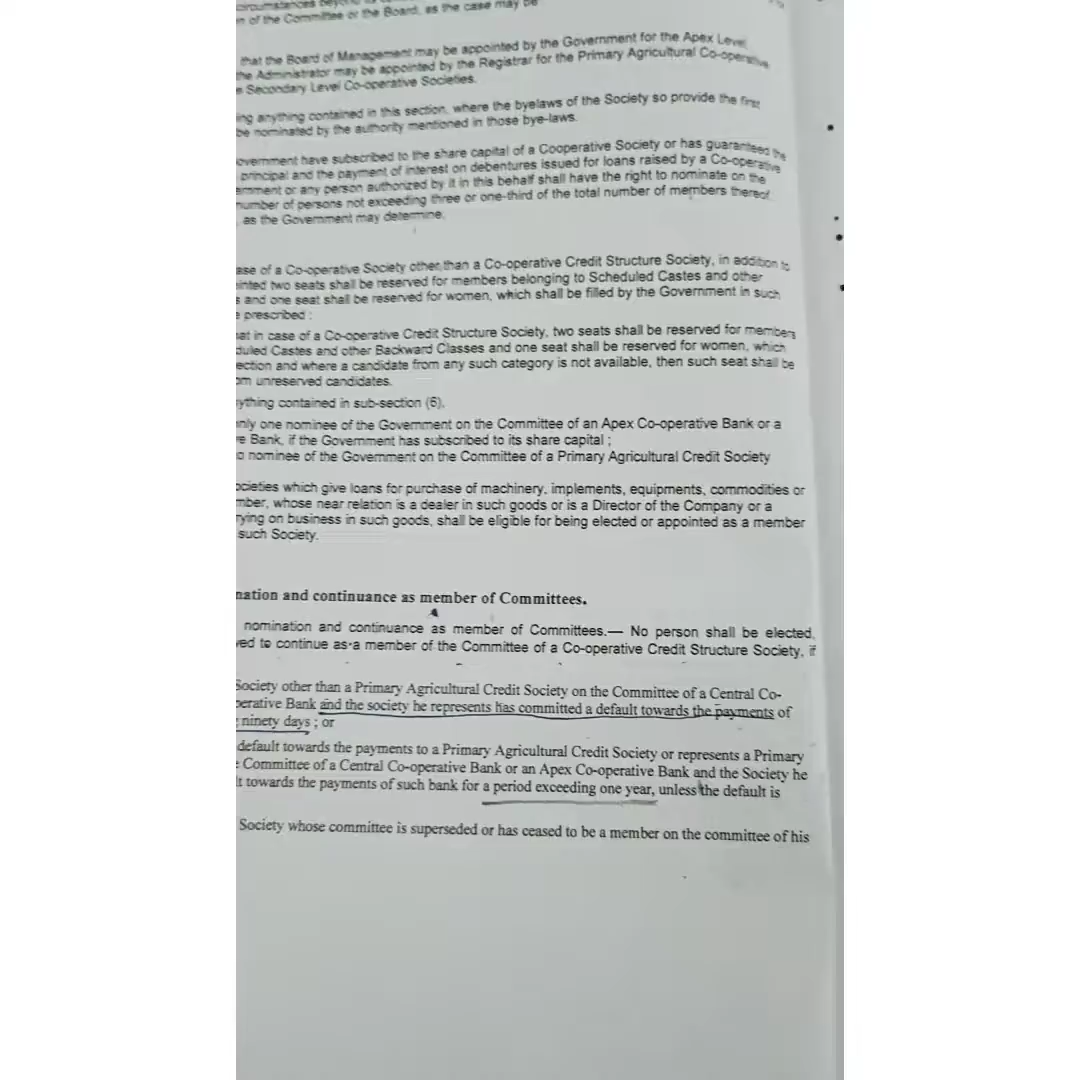 circumstances beyond its
of the Committee or the Board, as the case may be
that the Board of Management may be appointed by the Government for the Apex Level
the Administrator may be appointed by the Registrar for the Primary Agricultural Co-operative
Secondary Level Co-operative Societies.
ing anything contained in this section, where the byelaws of the Society so provide the first
be nominated by the authority mentioned in those bye-laws.
overnment have subscribed to the share capital of a Cooperative Society or has guaranteed the
principal and the payment of interest on debentures issued for loans raised by a Co-operative
ernment or any person authorized by it in this behalf shall have the right to nominate on the
number of persons not exceeding three or one-third of the total number of members thereof
, as the Government may determine.
ase of a Co-operative Society other than a Co-operative Credit Structure Society, in addition to
inted two seats shall be reserved for members belonging to Scheduled Castes and other
s and one seat shall be reserved for women, which shall be filled by the Government in such
e prescribed :
at in case of a Co-operative Credit Structure Society, two seats shall be reserved for members
duled Castes and other Backward Classes and one seat shall be reserved for women, which
ection and where a candidate from any such category is not available, then such seat shall be
om unreserved candidates.
ything contained in sub-section (6),
only one nominee of the Government on the Committee of an Apex Co-operative Bank or a
e Bank, if the Government has subscribed to its share capital ;
o nominee of the Government on the Committee of a Primary Agricultural Credit Society
ocieties which give loans for purchase of machinery, implements, equipments, commodities or
mber, whose near relation is a dealer in such goods or is a Director of the Company or a
rying on business in such goods, shall be eligible for being elected or appointed as a member
such Society.
nation and continuance as member of Committees.
nomination and continuance as member of Committees.— No person shall be elected,
ved to continue as a member of the Committee of a Co-operative Credit Structure Society, if
Society other than a Primary Agricultural Credit Society on the Committee of a Central Co-
perative Bank and the society he represents has committed a default towards the payments of
ninety days ; or
default towards the payments to a Primary Agricultural Credit Society or represents a Primary
Committee of a Central Co-operative Bank or an Apex Co-operative Bank and the Society he
lt towards the payments of such bank for a period exceeding one year, unless the default is
Society whose committee is superseded or has ceased to be a member on the committee of his